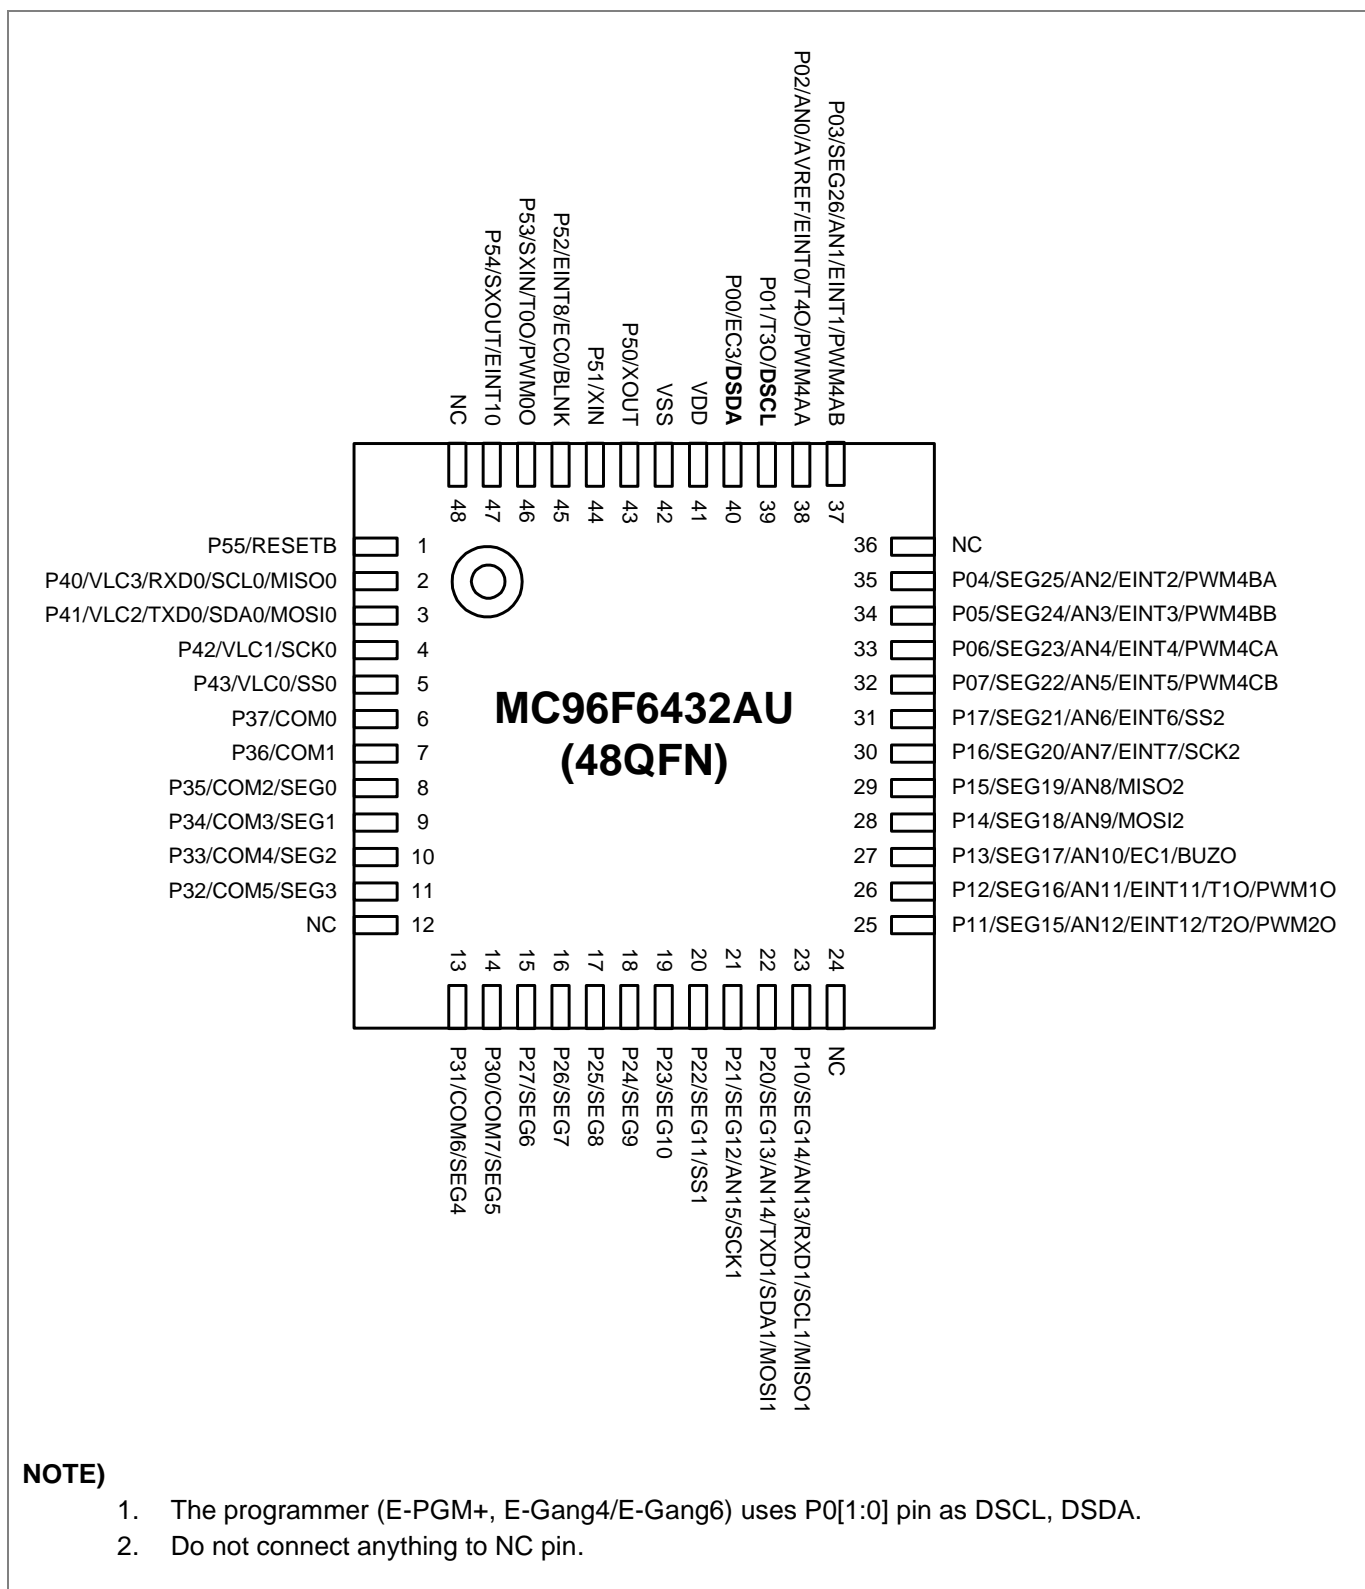 NC
P54/SXOUT/EINT10
P53/SXIN/T0O/PWM0O
P52/EINT8/EC0/BLNK
P51/XIN
P50/XOUT
VSS
VDD
P00/EC3/DSDA
P01/T3O/DSCL
P02/AN0/AVREF/EINT0/T4O/PWM4AA
P03/SEG26/AN1/EINT1/PWM4AB
48
47
46
45
44
43
42
41
40
39
38
37
P55/RESETB 1
P40/VLC3/RXD0/SCL0/MISO0 2
P41/VLC2/TXD0/SDA0/MOSI0 3
P42/VLC1/SCK0 4
P43/VLC0/SS0 5
P37/COM0 6
P36/COM1 7
P35/COM2/SEG0 8
P34/COM3/SEG1 9
P33/COM4/SEG2 10
P32/COM5/SEG3 11
NC 12
MC96F6432AU
(48QFN)
36 NC
35 P04/SEG25/AN2/EINT2/PWM4BA
34 P05/SEG24/AN3/EINT3/PWM4BB
33 P06/SEG23/AN4/EINT4/PWM4CA
32 P07/SEG22/AN5/EINT5/PWM4CB
31 P17/SEG21/AN6/EINT6/SS2
30 P16/SEG20/AN7/EINT7/SCK2
29 P15/SEG19/AN8/MISO2
28 P14/SEG18/AN9/MOSI2
27 P13/SEG17/AN10/EC1/BUZO
26 P12/SEG16/AN11/EINT11/T1O/PWM1O
25 P11/SEG15/AN12/EINT12/T2O/PWM2O
13
14
15
16
17
18
19
20
21
22
23
24
P31/COM6/SEG4
P30/COM7/SEG5
P27/SEG6
P26/SEG7
P25/SEG8
P24/SEG9
P23/SEG10
P22/SEG11/SS1
P21/SEG12/AN15/SCK1
P20/SEG13/AN14/TXD1/SDA1/MOSI1
P10/SEG14/AN13/RXD1/SCL1/MISO1
NC
NOTE)
1. The programmer (E-PGM+, E-Gang4/E-Gang6) uses P0[1:0] pin as DSCL, DSDA.
2. Do not connect anything to NC pin.